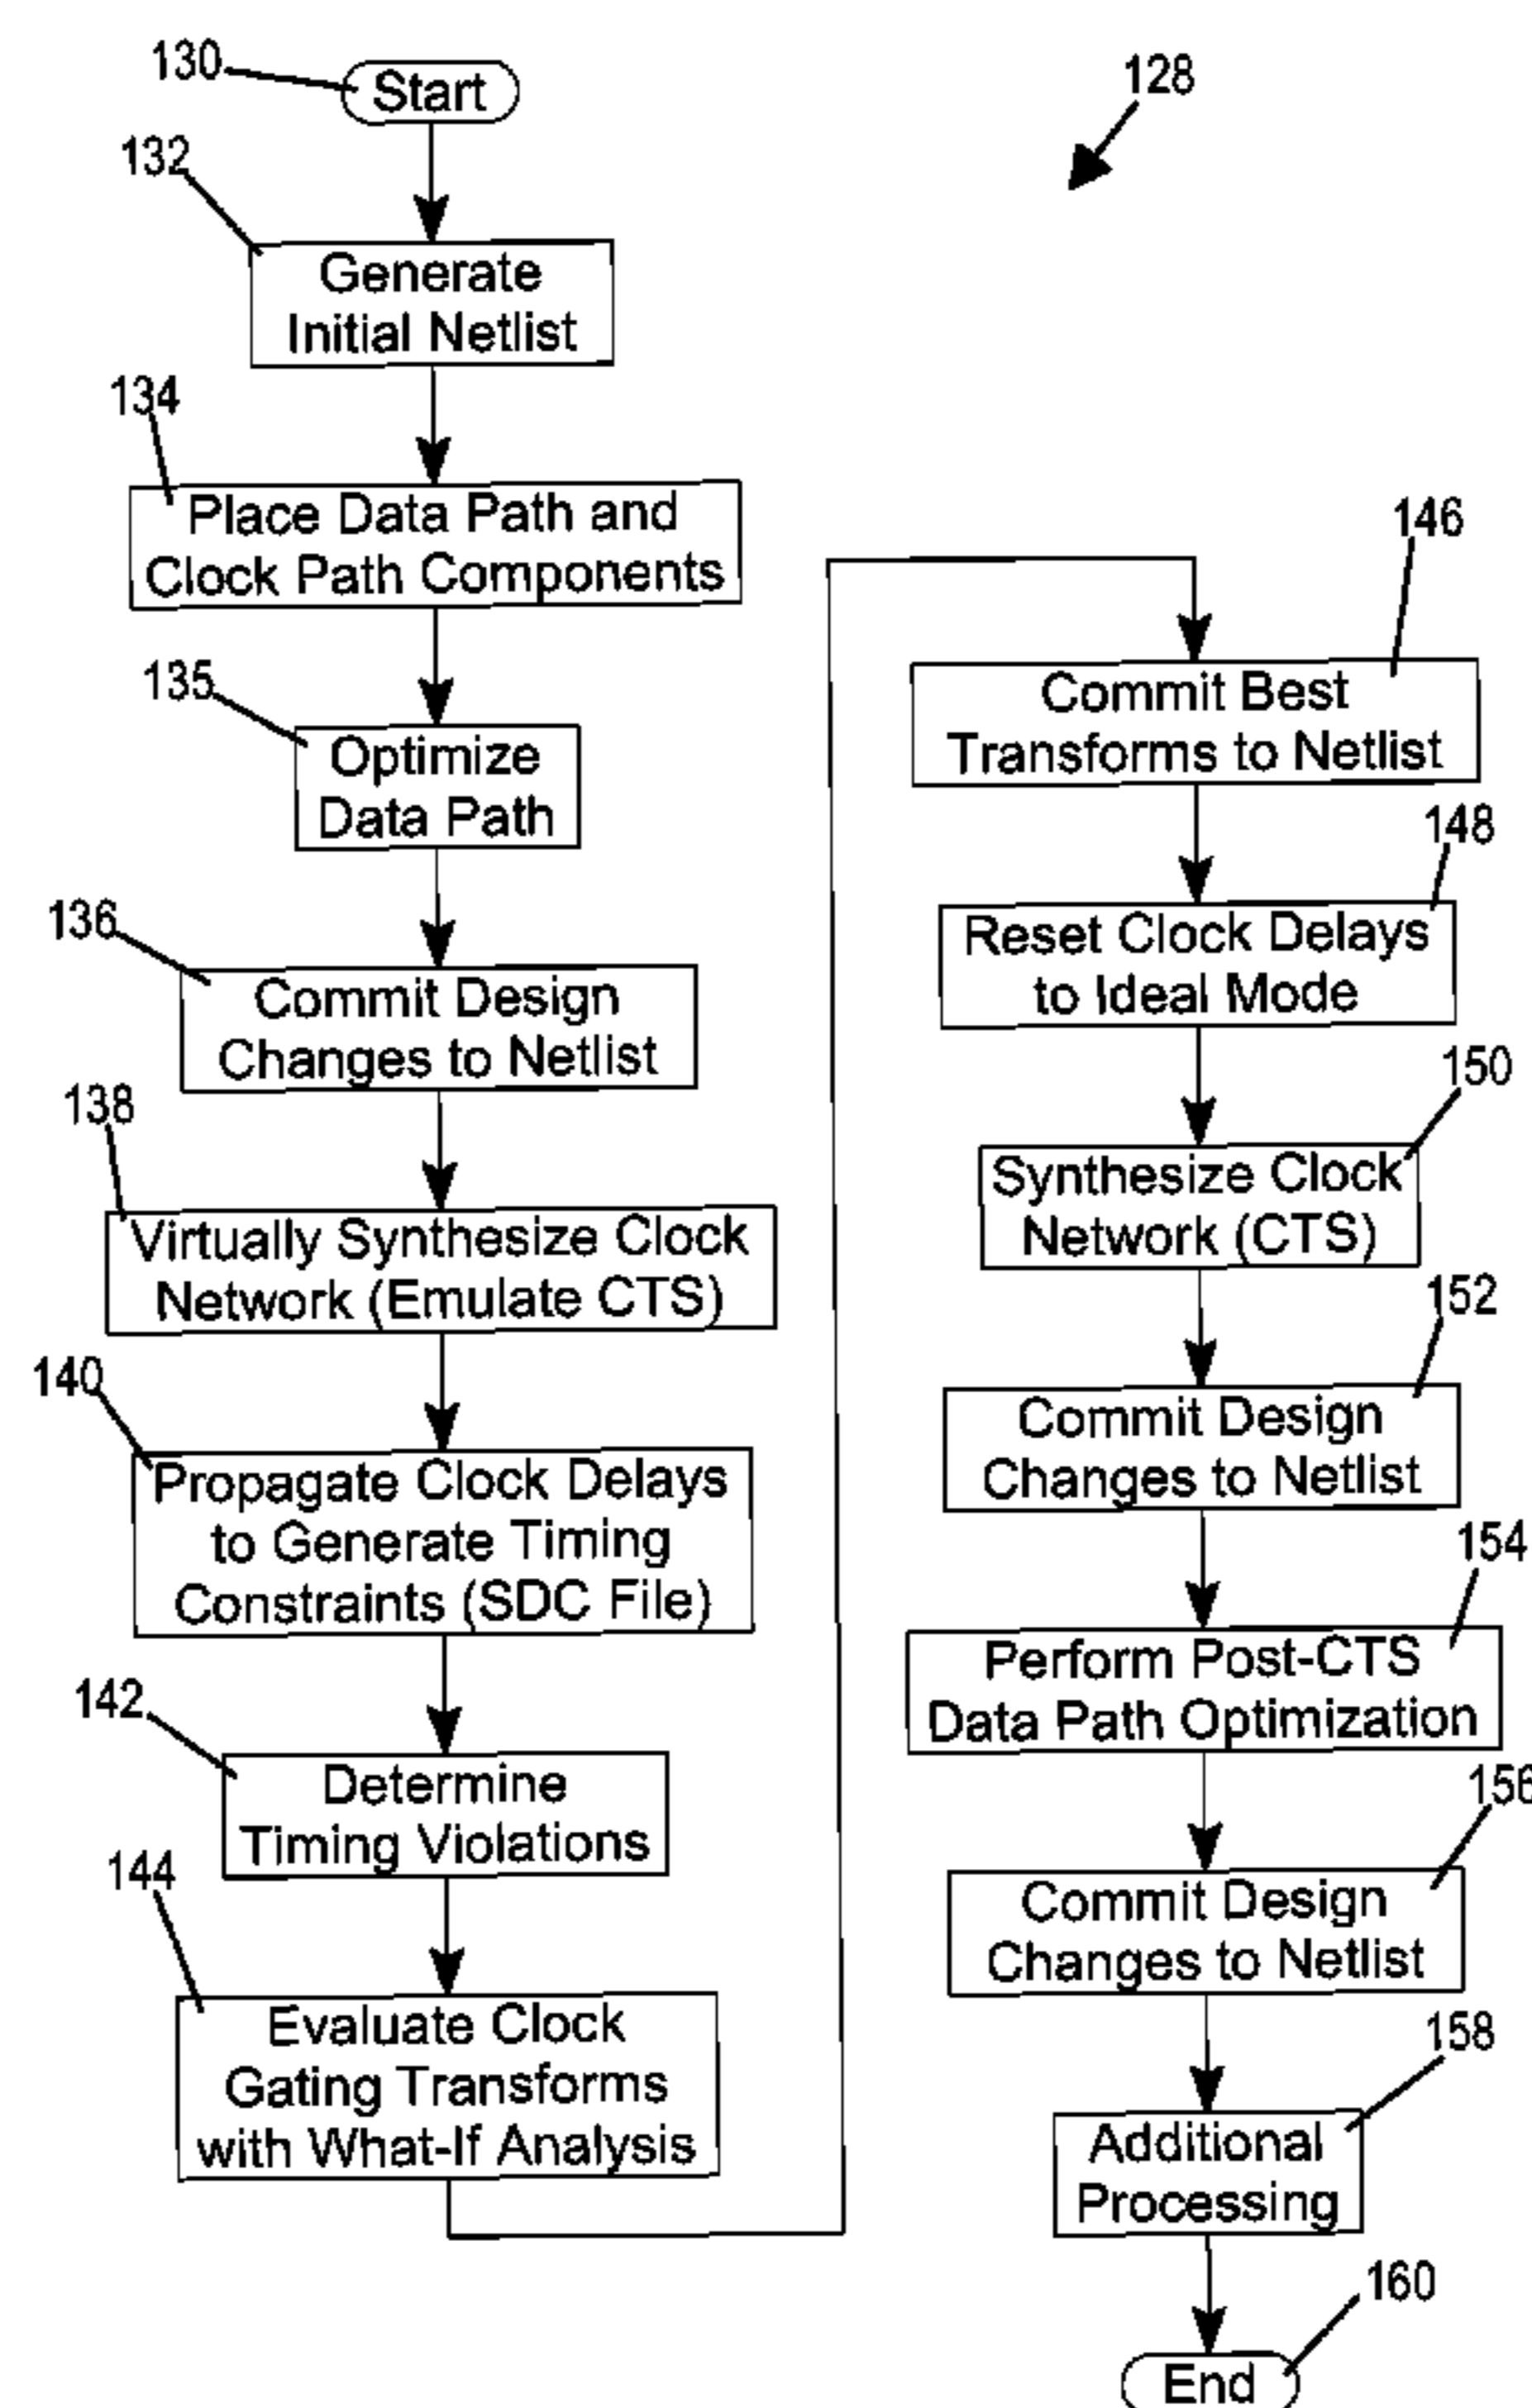 130
Start
128
132
Generate
Initial Netlist
134
Place Data Path and
Clock Path Components
135
Optimize
Data Path
136
Commit Design
Changes to Netlist
138
Virtually Synthesize Clock
Network (Emulate CTS)
140
Propagate Clock Delays
to Generate Timing
Constraints (SDC File)
142
Determine
Timing Violations
144
Evaluate Clock
Gating Transforms
with What-If Analysis
146
Commit Best
Transforms to Netlist
148
Reset Clock Delays
to Ideal Mode
150
Synthesize Clock
Network (CTS)
152
Commit Design
Changes to Netlist
154
Perform Post-CTS
Data Path Optimization
156
Commit Design
Changes to Netlist
158
Additional
Processing
160
End